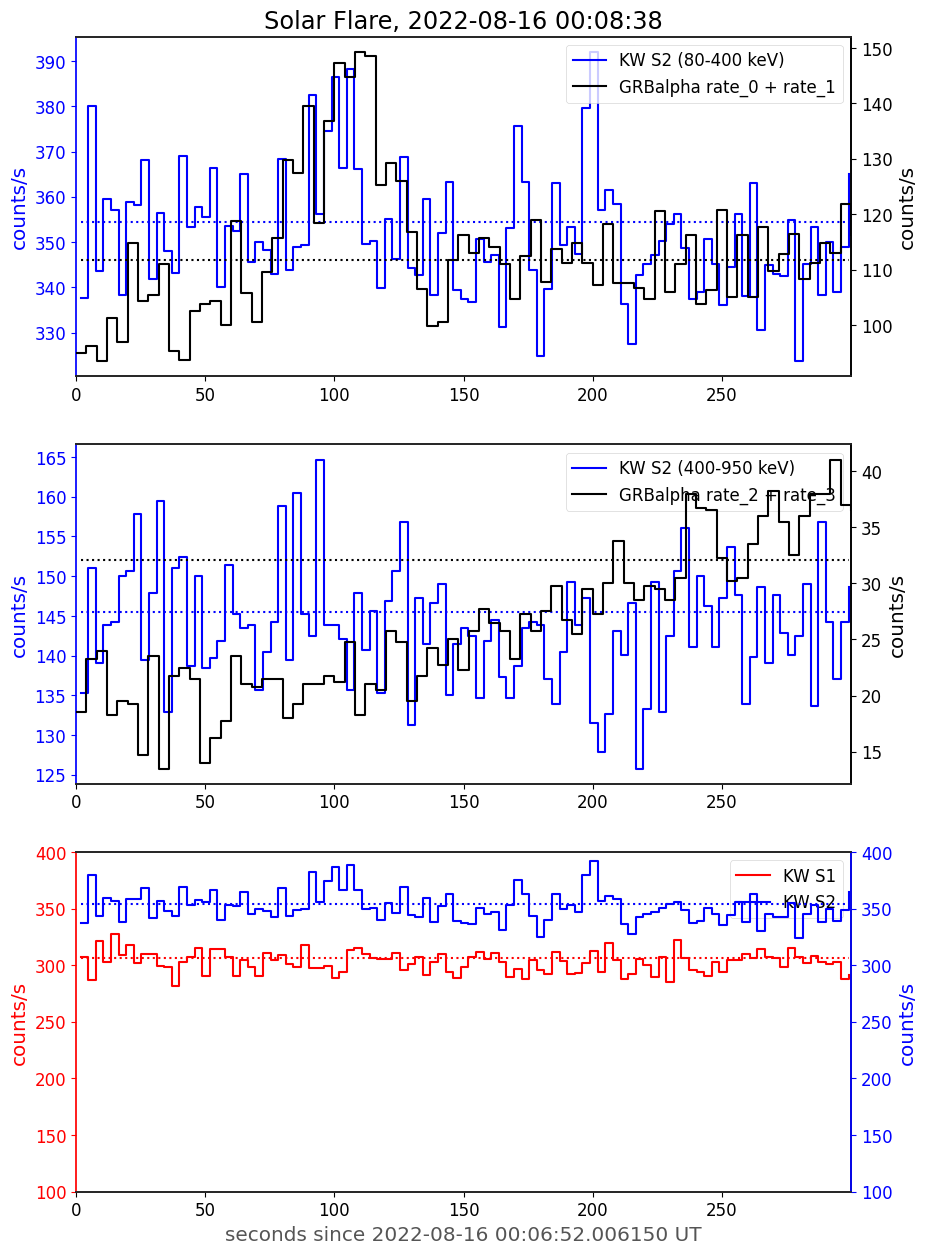 Solar Flare, 2022-08-16 00:08:38
KW S2 (80-400 keV)
GRBalpha rate_0 + rate_1
counts/s
counts/s
390
380
370
360
350
340
330
150
140
130
120
110
100
0 50 100 150 200 250
KW S2 (400-950 keV)
GRBalpha rate_2 + rate_3
counts/s
counts/s
165
160
155
150
145
140
135
130
125
40
35
30
25
20
15
0 50 100 150 200 250
KW S1
KW S2
counts/s
counts/s
400
350
300
250
200
150
100
400
350
300
250
200
150
100
0 50 100 150 200 250
seconds since 2022-08-16 00:06:52.006150 UT